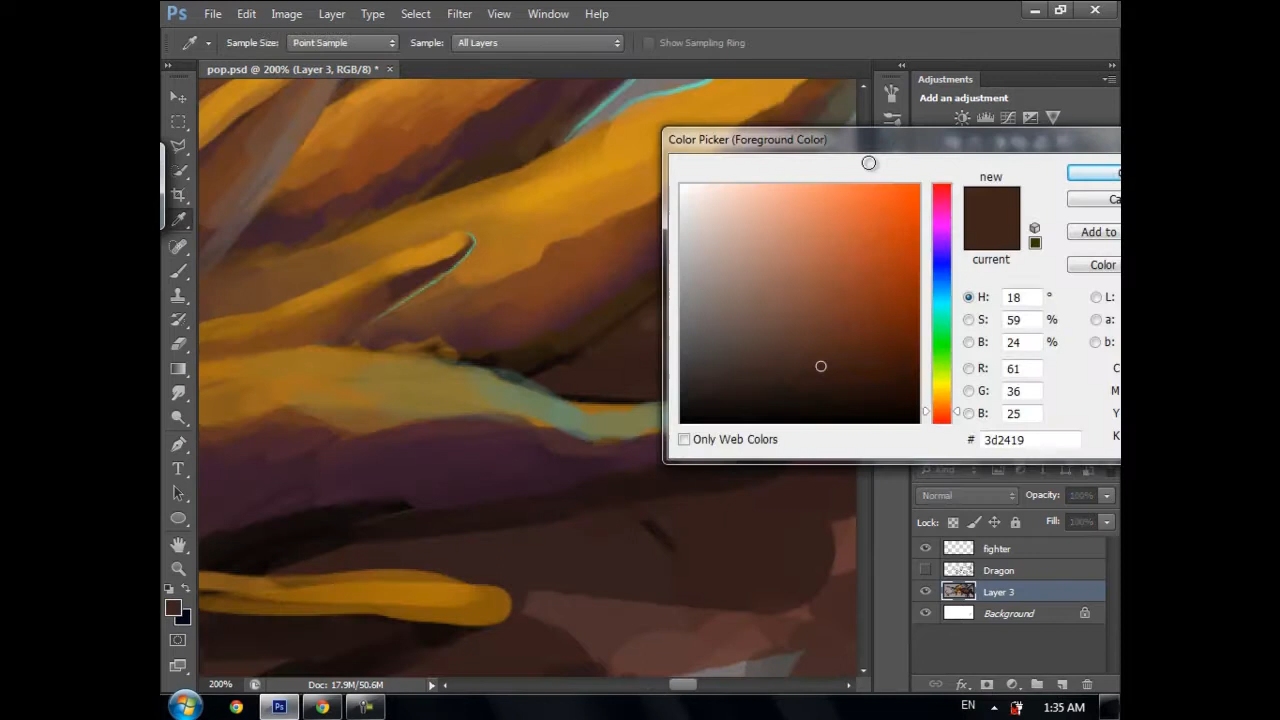 Ps File Edit Image Layer Type Select Filter View Window Help
Sample Size: Point Sample Sample: All Layers Show Sampling Ring
pop.psd @ 200% (Layer 3, RGB/8) * ×
Adjustments
Add an adjustment
Color Picker (Foreground Color)
new
current
Add to
Color
H: 18 °
S: 59 %
B: 24 %
R: 61
G: 36
B: 25
# 3d2419
L:
a:
b:
C
M
Y
K
Only Web Colors
Normal Opacity: 100%
Lock: Fill: 100%
fighter
Dragon
Layer 3
Background
200% Doc: 17.9M/50.6M
EN 1:35 AM